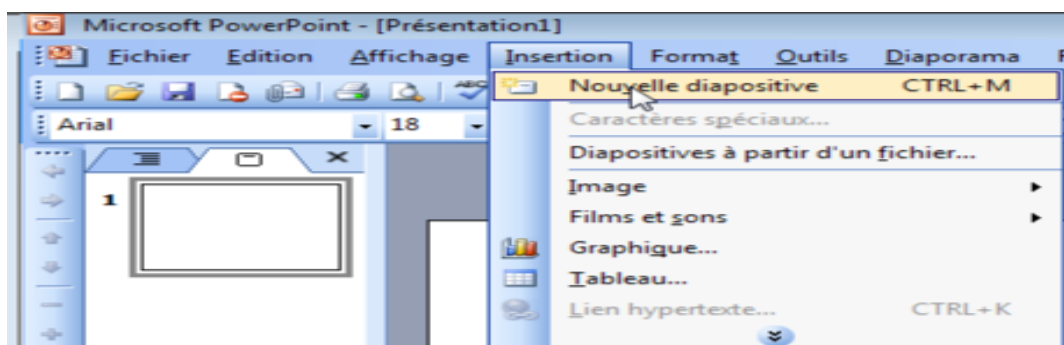 Microsoft PowerPoint - [Présentation1]
Fichier Edition Affichage Insertion Format Outils Diaporama
Arial 18
1
Nouvelle diapositive CTRL+M
Caractères spéciaux...
Diapositives à partir d'un fichier...
Image
Films et sons
Graphique...
Tableau...
Lien hypertexte... CTRL+K